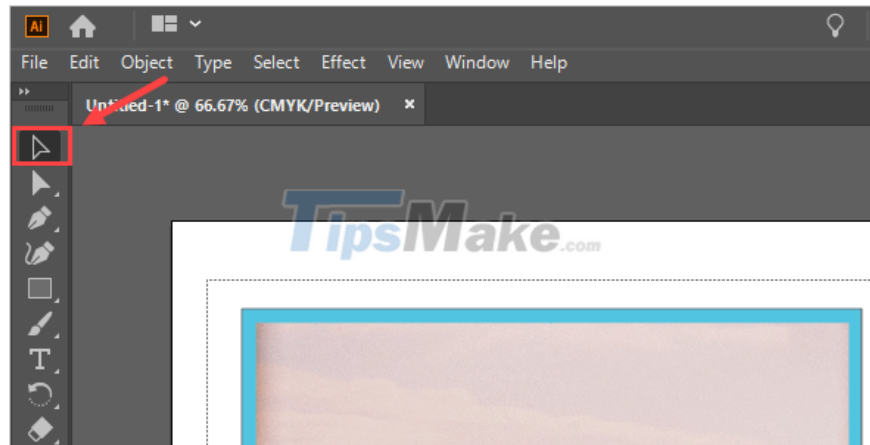 Ai
File Edit Object Type Select Effect View Window Help
Untitled-1* @ 66.67% (CMYK/Preview) ×
TipsMake.com
T